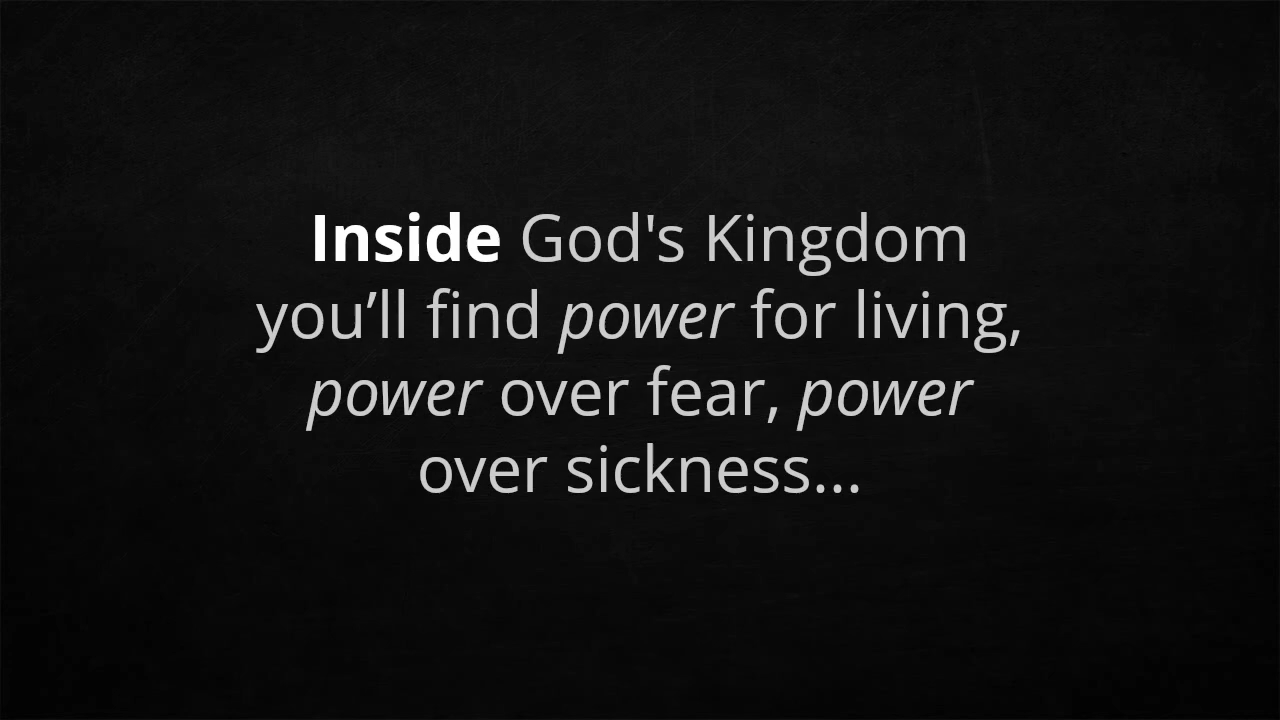 Inside God's Kingdom
you’ll find power for living,
power over fear, power
over sickness...